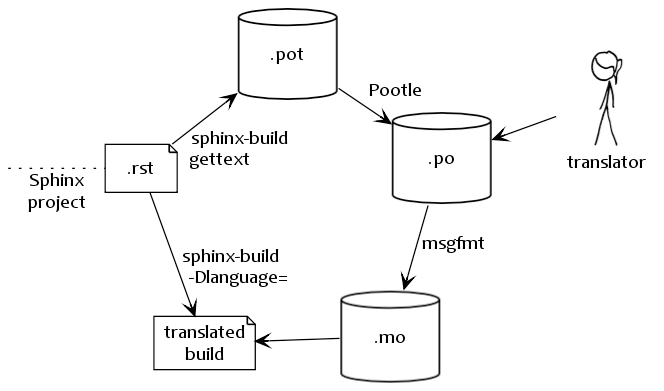 .pot
Pootle
sphinx-build
gettext
.rst
.po
translator
Sphinx
project
msgfmt
sphinx-build
-Dlanguage=
translated
build
.mo